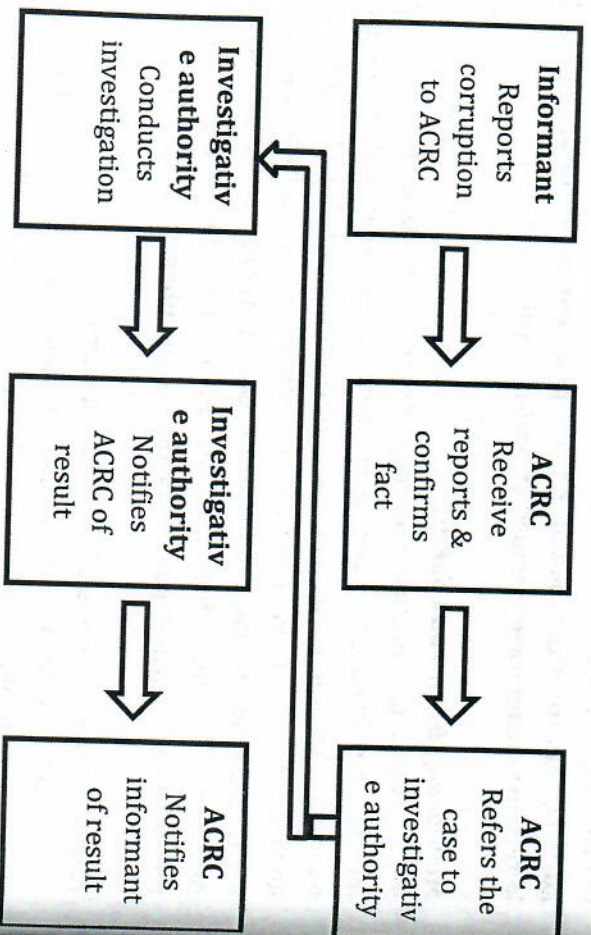 Informant
Reports
corruption
to ACRC
ACRC
Receive
reports &
confirms
fact
ACRC
Refers the
case to
investigativ
e authority
Investigativ
e authority
Conducts
investigation
Investigativ
e authority
Notifies
ACRC of
result
ACRC
Notifies
informant
of result